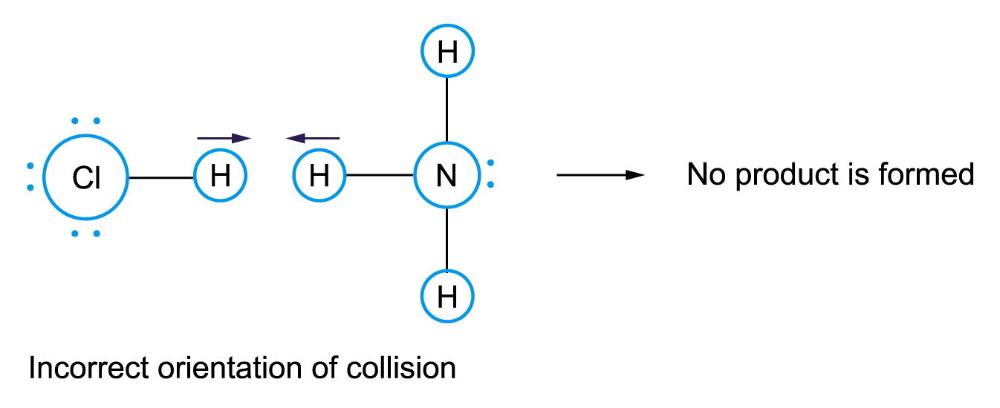 H
Cl H H N
No product is formed
H
Incorrect orientation of collision